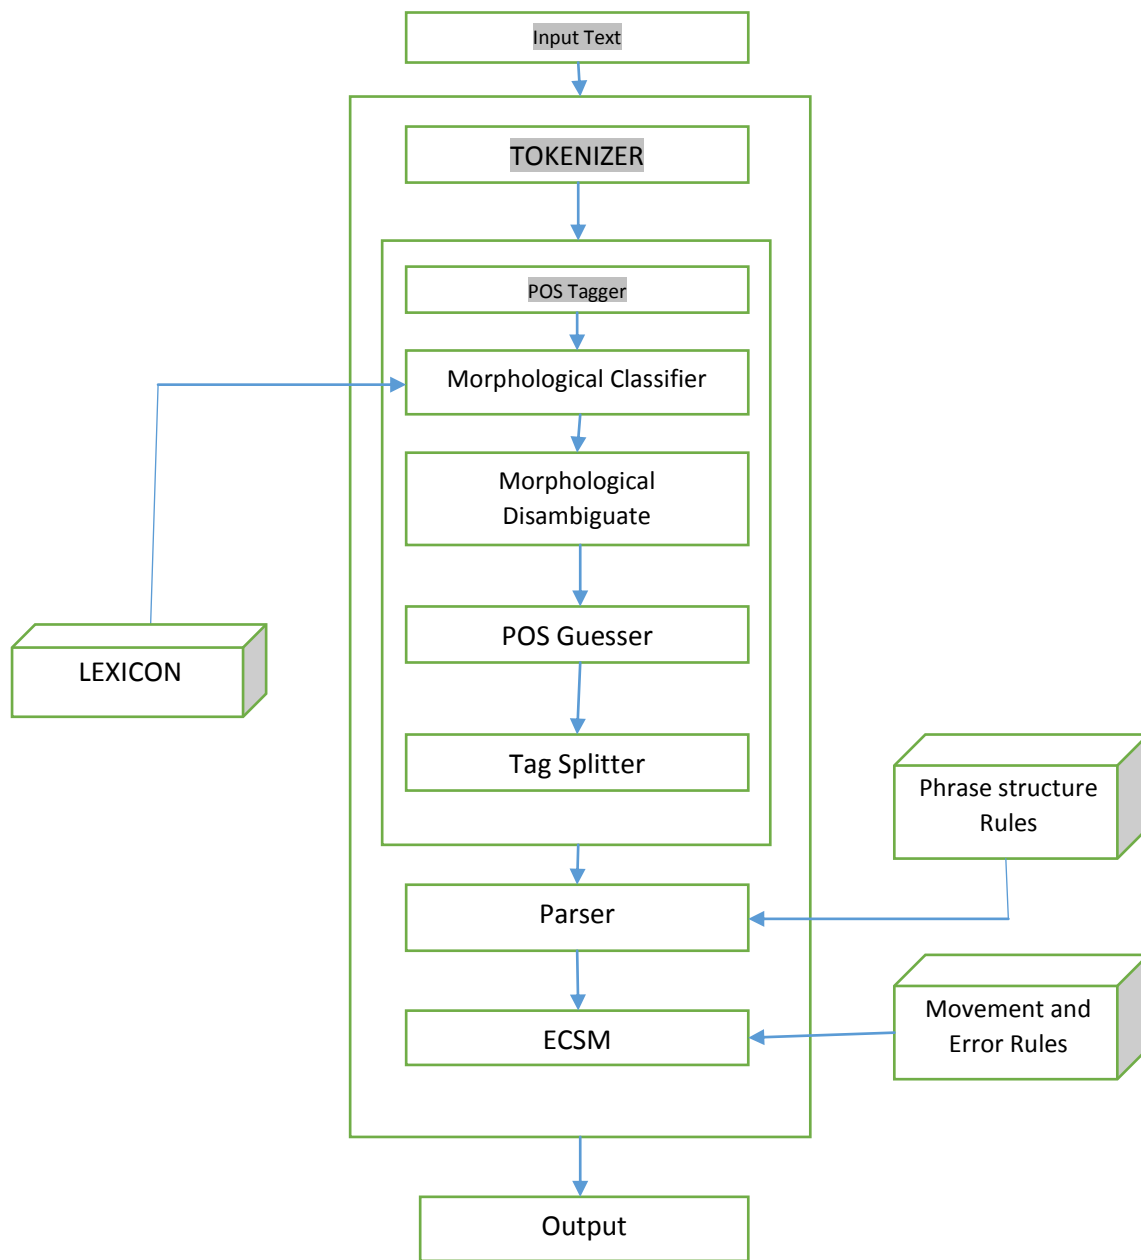 Input Text
TOKENIZER
POS Tagger
Morphological Classifier
Morphological
Disambiguate
POS Guesser
LEXICON
Tag Splitter
Phrase structure
Rules
Parser
Movement and
Error Rules
ECSM
Output